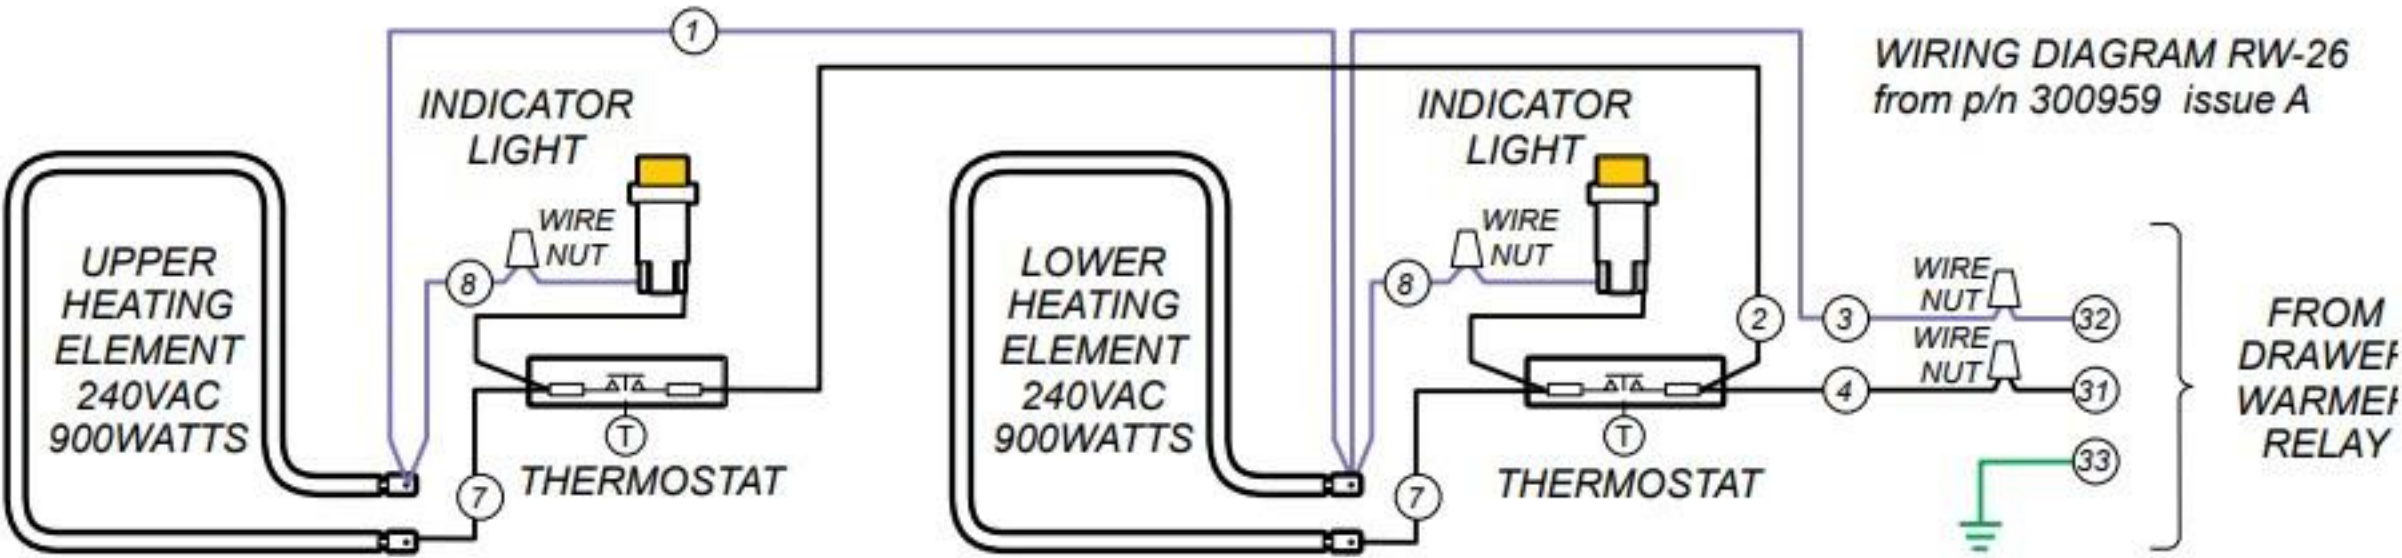 1
WIRING DIAGRAM RW-26
from p/n 300959 issue A
INDICATOR
LIGHT
INDICATOR
LIGHT
WIRE
NUT
8
UPPER
HEATING
ELEMENT
240VAC
900WATTS
7
T
THERMOSTAT
LOWER
HEATING
ELEMENT
240VAC
900WATTS
WIRE
NUT
8
7
T
THERMOSTAT
2
3
WIRE
NUT
32
4
WIRE
NUT
31
33
FROM
DRAWER
WARMER
RELAY